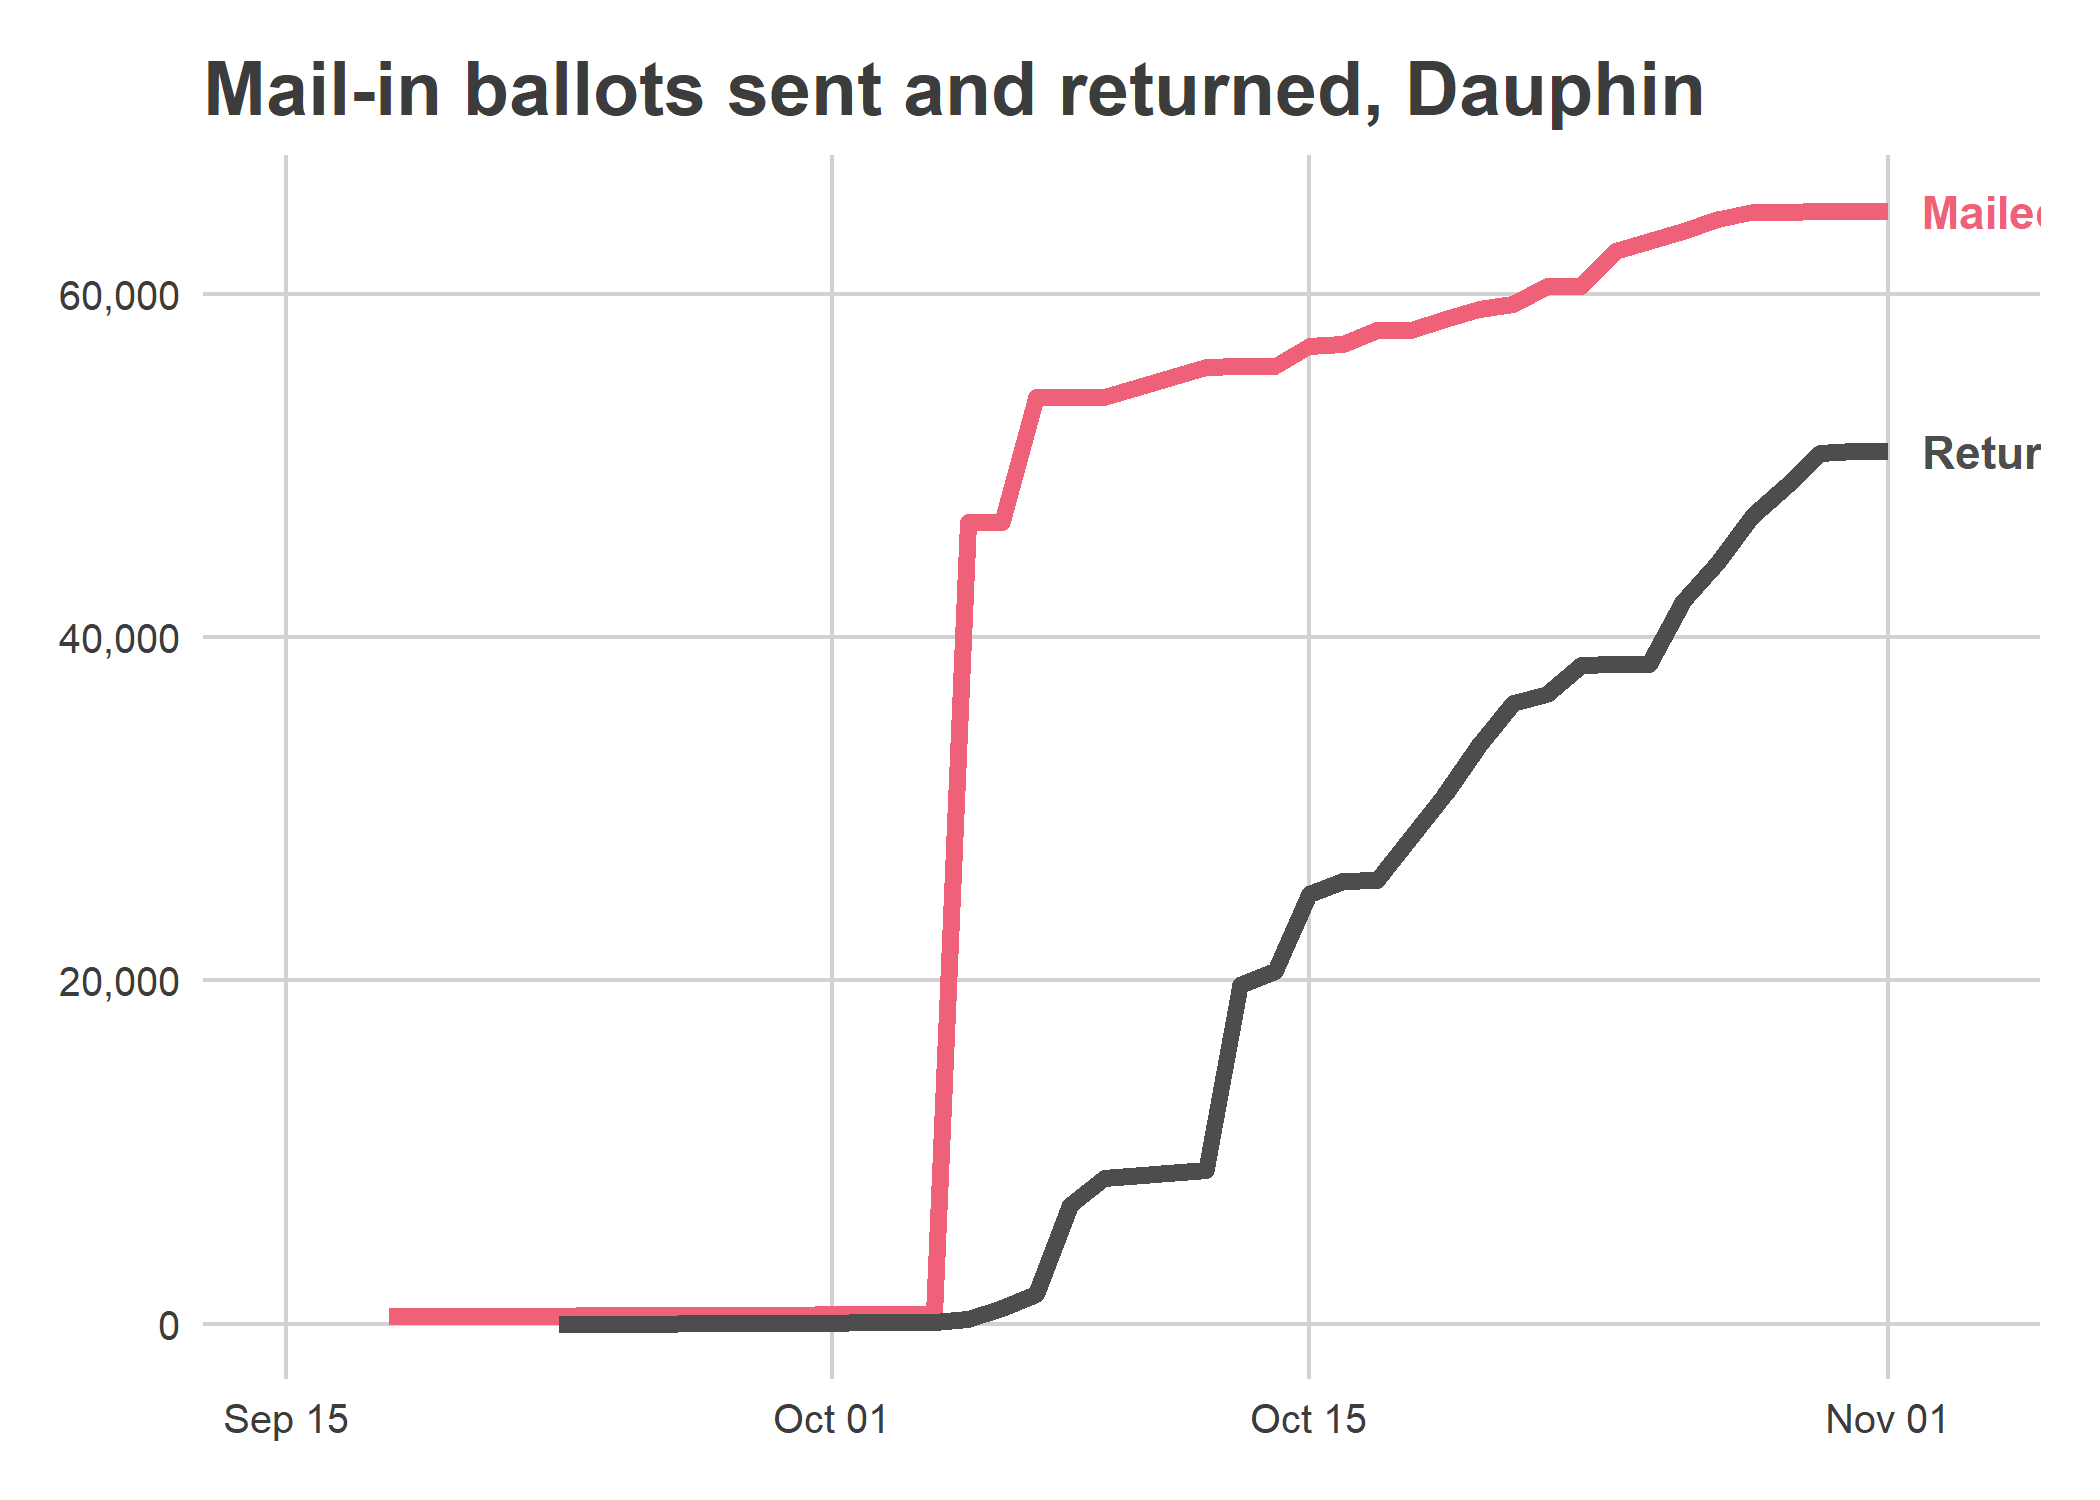 Mail-in ballots sent and returned, Dauphin
Mailed
60,000
Retur
40,000
20,000
0
Sep 15
Oct 01
Oct 15
Nov 01